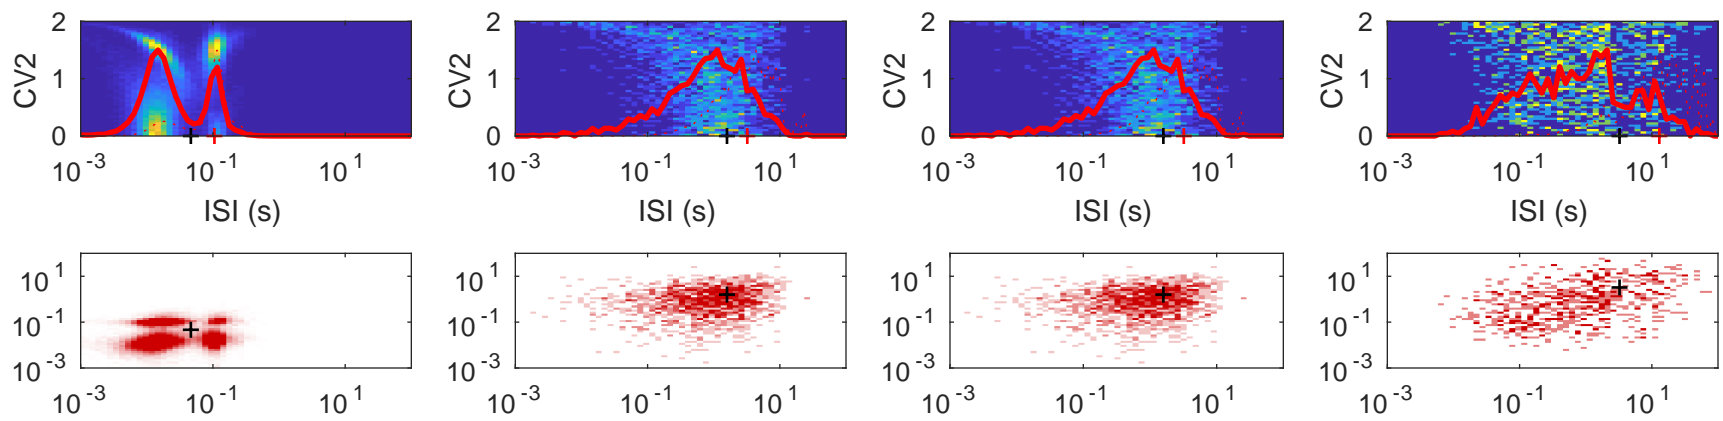 2 2 2 2
CV2 1 CV2 1 CV2 1 CV2 1
0 0 0 0
10^-3 10^-1 10^1 10^-3 10^-1 10^1 10^-3 10^-1 10^1 10^-3 10^-1 10^1
ISI (s) ISI (s) ISI (s) ISI (s)
10^1 10^1 10^1 10^1
10^-1 10^-1 10^-1 10^-1
10^-3 10^-3 10^-3 10^-3
10^-3 10^-1 10^1 10^-3 10^-1 10^1 10^-3 10^-1 10^1 10^-3 10^-1 10^1